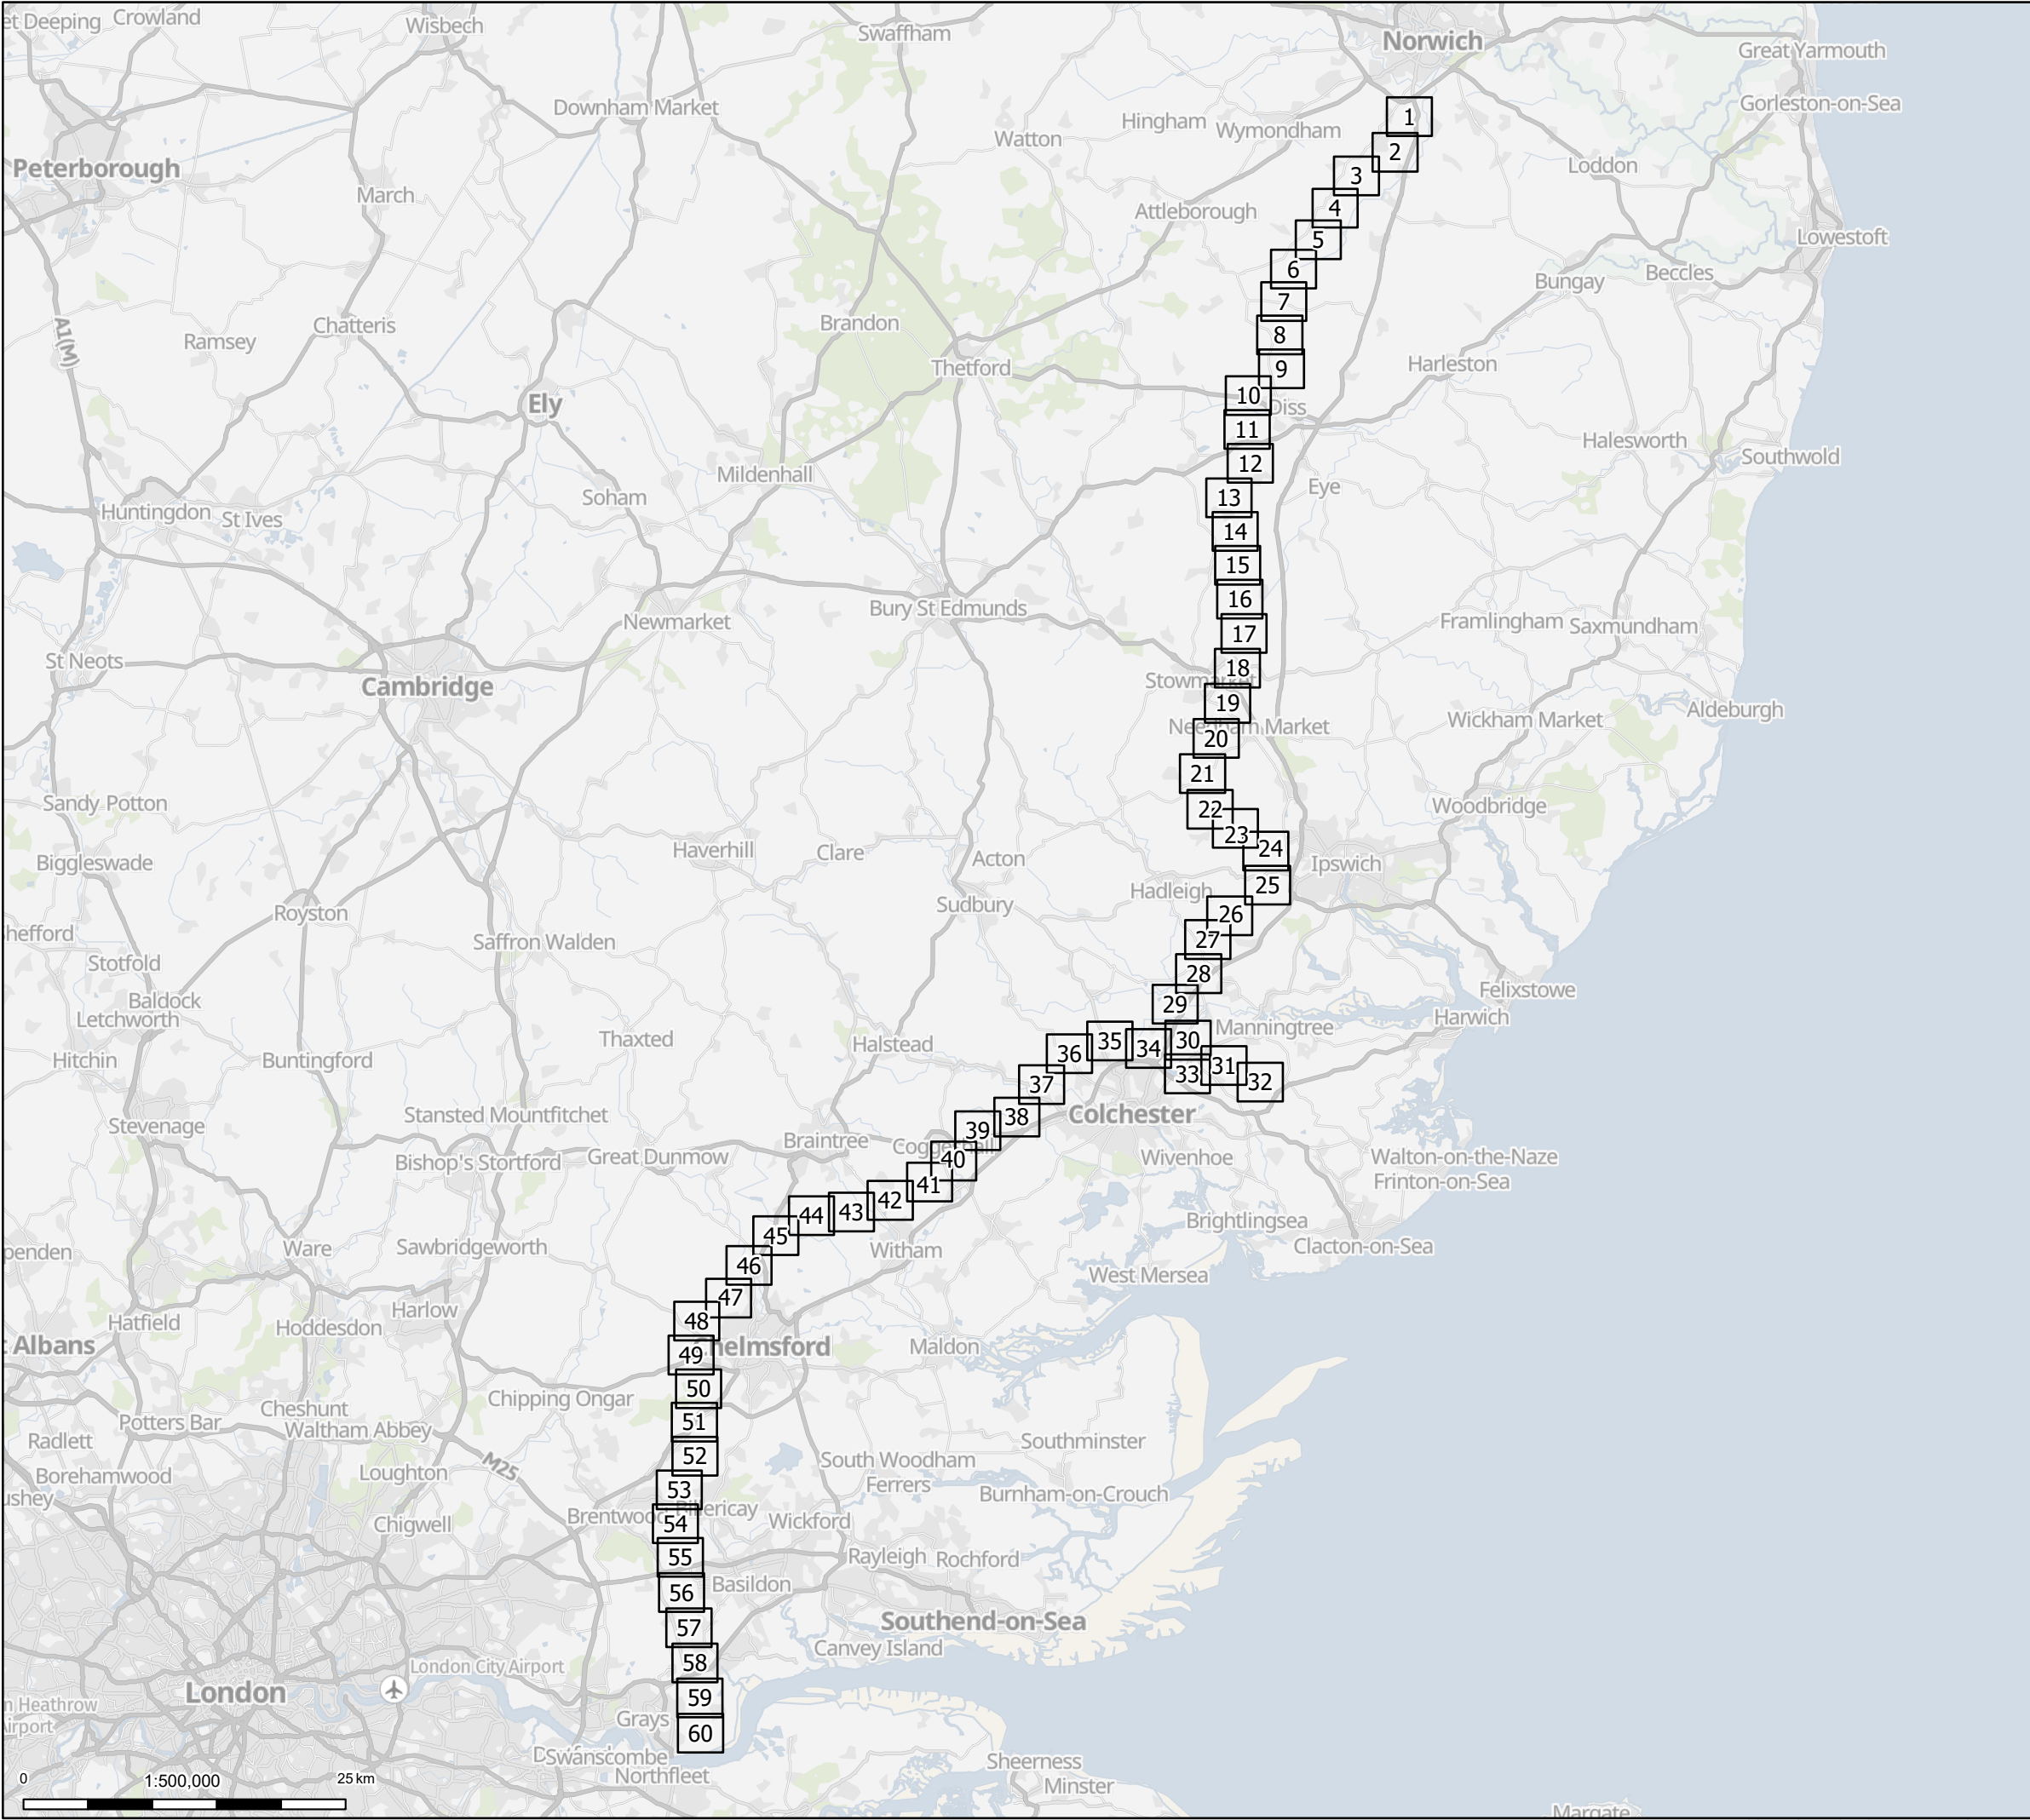 et Deeping
Crowland
Wisbech
Swaffham
Norwich
Great Yarmouth
Downham Market
Gorleston-on-Sea
1
Hingham
Wymondham
Watton
2
Peterborough
Loddon
3
March
4
Attleborough
Lowestoft
5
6
Beccles
Bungay
7
A1(M)
Brandon
Chatteris
8
Ramsey
Harleston
Thetford
9
10
Ely
Diss
11
Halesworth
Southwold
12
Mildenhall
Eye
13
Soham
Huntingdon
St Ives
14
15
16
Bury St Edmunds
Newmarket
Framlingham
Saxmundham
17
St Neots
18
Stowmarket
Cambridge
19
Aldeburgh
Wickham Market
Needham Market
20
21
Sandy Potton
Woodbridge
22
23
24
Haverhill
Clare
Acton
Biggleswade
Ipswich
25
Hadleigh
Sudbury
Royston
26
hefford
27
Saffron Walden
Stotfold
28
Felixstowe
Baldock
29
Letchworth
Harwich
Manningtree
Thaxted
30
35
Halstead
34
36
Hitchin
Buntingford
31
33
32
37
Stansted Mountfitchet
Colchester
38
Stevenage
39
Braintree
Coggeshall
Great Dunmow
Wivenhoe
Walton-on-the-Naze
40
Bishop's Stortford
Frinton-on-Sea
41
42
43
44
Brightlingsea
45
Clacton-on-Sea
penden
Ware
Sawbridgeworth
Witham
46
West Mersea
47
Harlow
48
Hatfield
Hoddesdon
Albans
helmsford
Maldon
49
50
Chipping Ongar
Cheshunt
Potters Bar
51
Waltham Abbey
Radlett
Southminster
52
M25
South Woodham
Ferrers
Borehamwood
Loughton
53
Burnham-on-Crouch
ushey
Brentwood
Billericay
Wickford
Chigwell
54
55
Rayleigh
Rochford
Basildon
56
57
Southend-on-Sea
Canvey Island
58
London City Airport
London
59
n Heathrow
Airport
Grays
60
Swanscombe
Northfleet
Sheerness
Minster
0
1:500,000
25 km
Margate